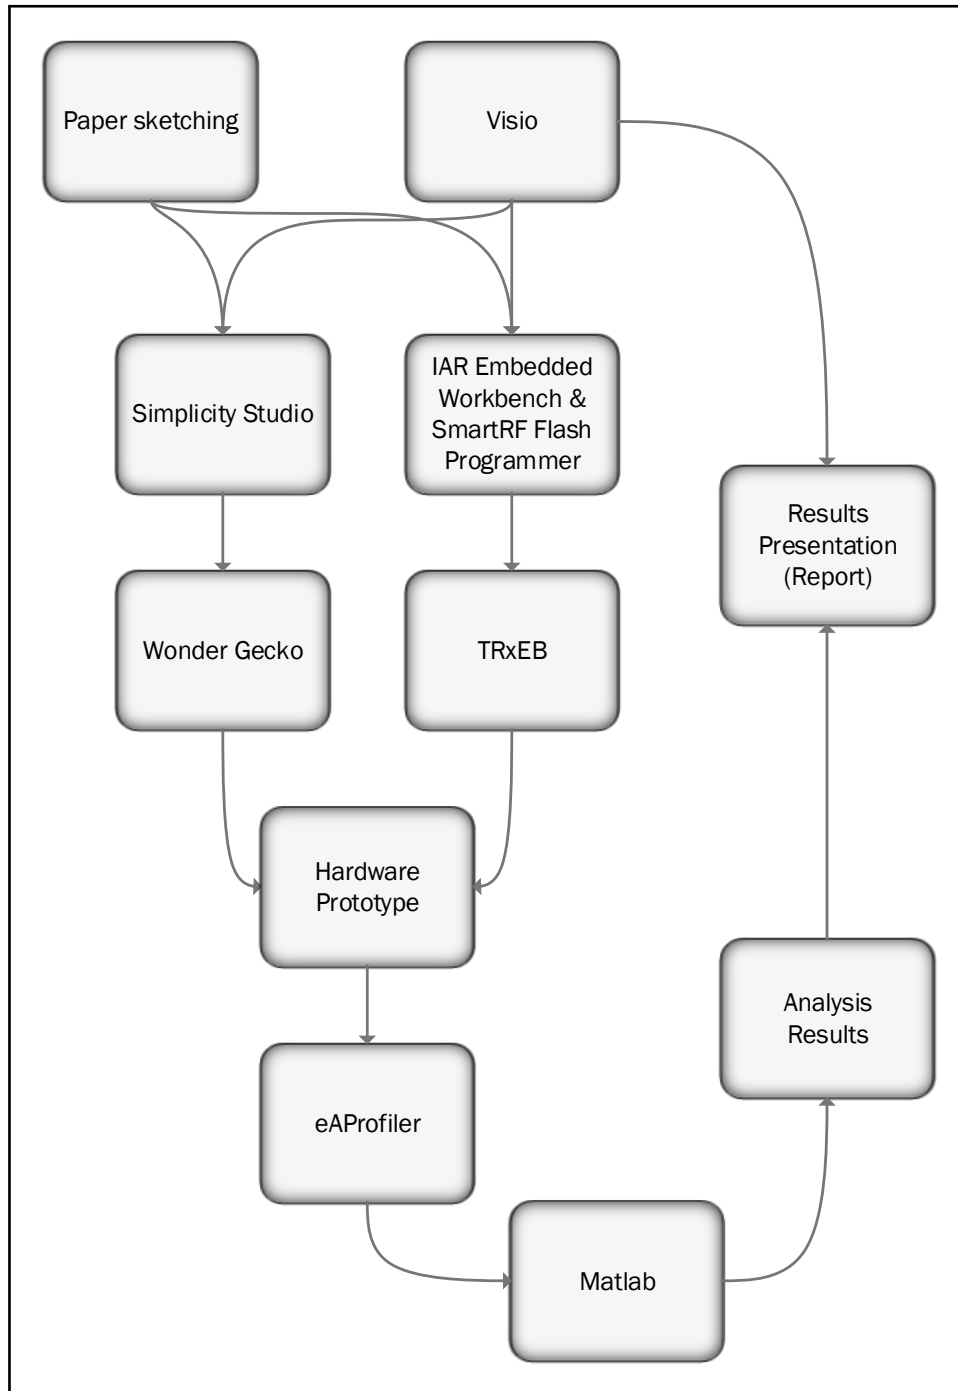 Paper sketching
Visio
Simplicity Studio
IAR Embedded
Workbench &
SmartRF Flash
Programmer
Results
Presentation
(Report)
Wonder Gecko
TRxEB
Hardware
Prototype
Analysis
Results
eAProfiler
Matlab